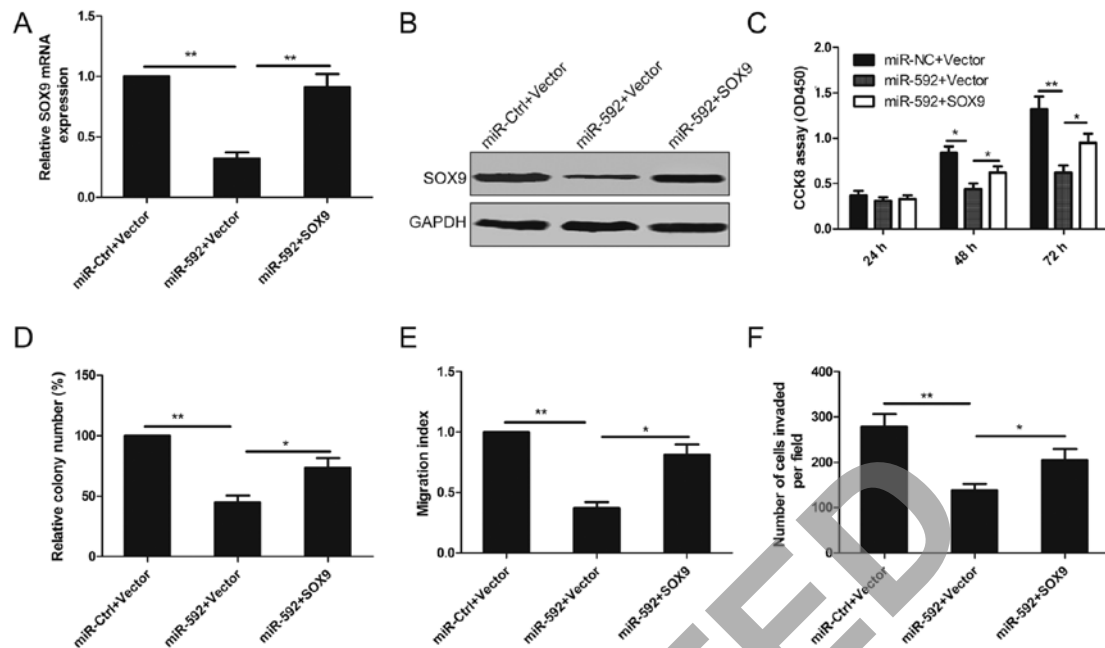 A
Relative SOX9 mRNA
expression
1.5
1.0
0.5
0.0
**
**
miR-Ctrl+Vector
miR-592+Vector
miR-592+SOX9
B
miR-Ctrl+Vector
miR-592+Vector
miR-592+SOX9
SOX9
GAPDH
C
CCK8 assay (OD450)
2.0
1.5
1.0
0.5
0.0
miR-NC+Vector
miR-592+Vector
miR-592+SOX9
*
*
**
*
24 h
48 h
72 h
D
Relative colony number (%)
150
100
50
0
**
*
miR-Ctrl+Vector
miR-592+Vector
miR-592+SOX9
E
Migration index
1.5
1.0
0.5
0.0
**
*
miR-Ctrl+Vector
miR-592+Vector
miR-592+SOX9
F
Number of cells invaded
per field
400
300
200
100
0
**
*
miR-Ctrl+Vector
miR-592+Vector
miR-592+SOX9